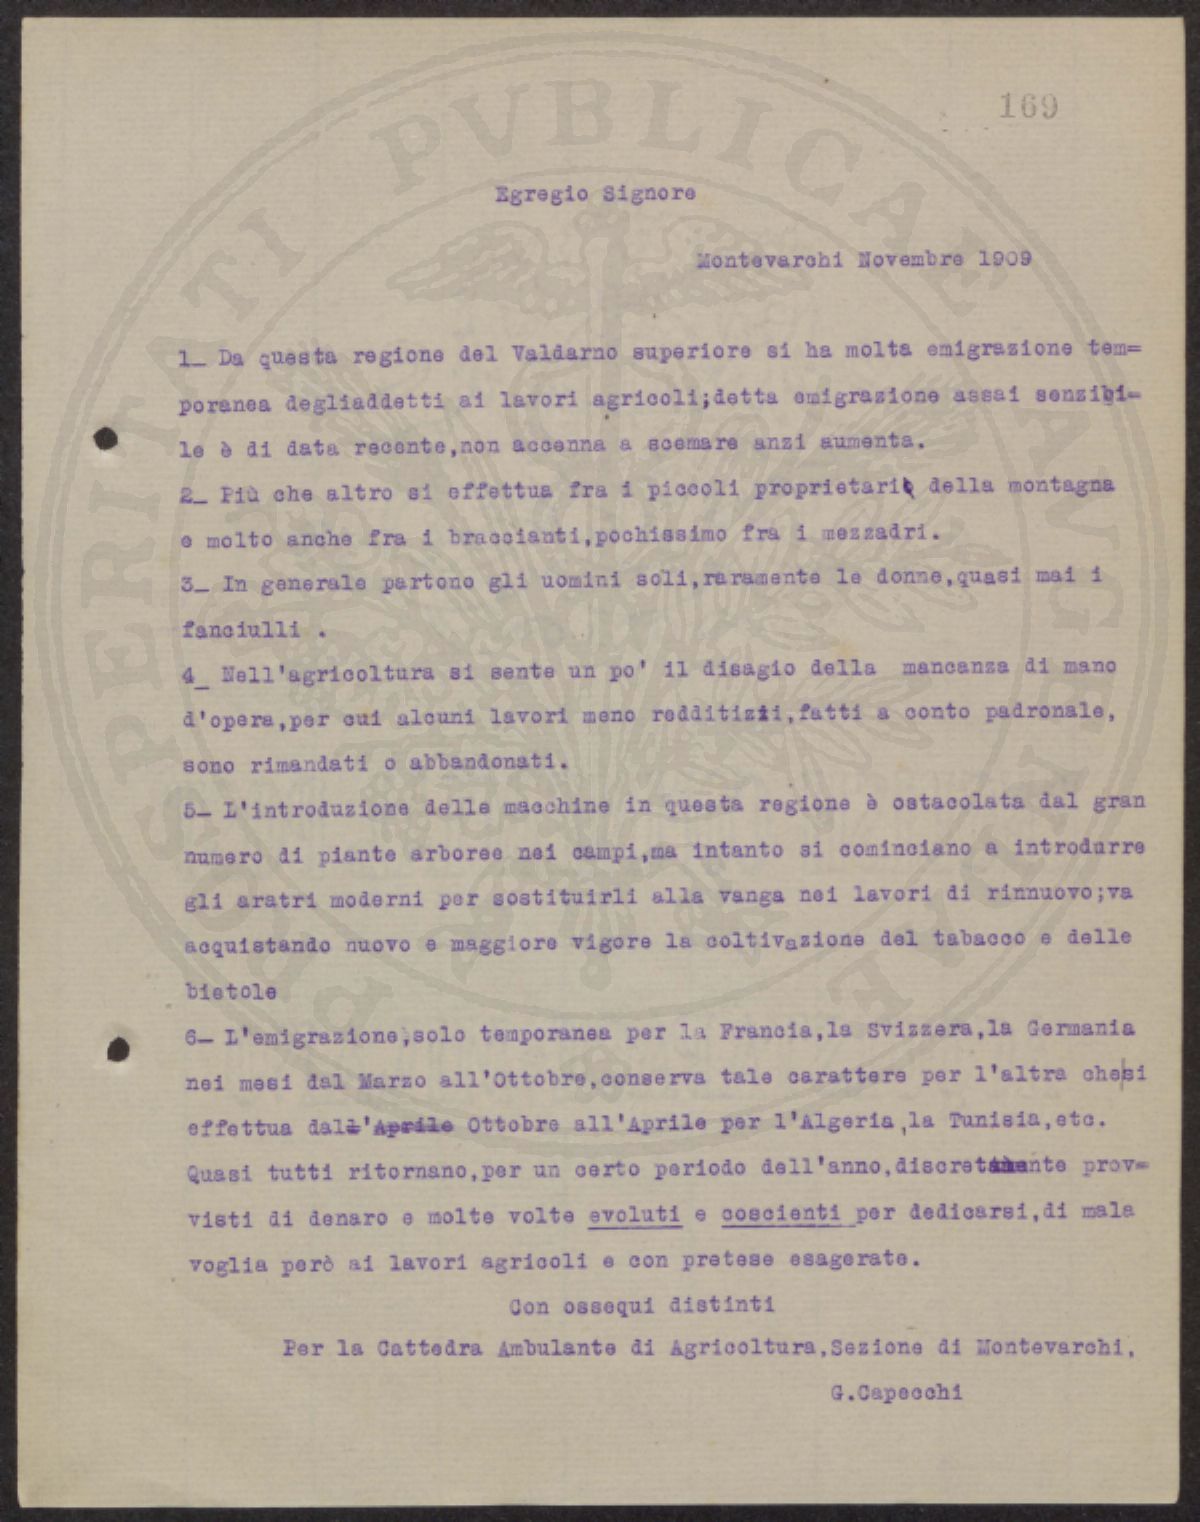 169
Egregio Signore
Montevarchi Novembre 1909
1_ Da questa regione del Valdarno superiore si ha molta emigrazione tem=
poranea degliaddetti ai lavori agricoli;detta emigrazione assai senzibi=
le è di data recente,non accenna a scemare anzi aumenta.
2_ Più che altro si effettua fra i piccoli proprietari della montagna
e molto anche fra i braccianti,pochissimo fra i mezzadri.
3_ In generale partono gli uomini soli,raramente le donne,quasi mai i
fanciulli .
4_ Nell'agricoltura si sente un po' il disagio della mancanza di mano
d'opera,per cui alcuni lavori meno redditizii,fatti a conto padronale,
sono rimandati o abbandonati.
5_ L'introduzione delle macchine in questa regione è ostacolata dal gran
numero di piante arboree nei campi,ma intanto si cominciano a introdurre
gli aratri moderni per sostituirli alla vanga nei lavori di rinnuovo;va
acquistando nuovo e maggiore vigore la coltivazione del tabacco e delle
bietole
6_ L'emigrazione,solo temporanea per la Francia,la Svizzera,la Germania
nei mesi dal Marzo all'Ottobre,conserva tale carattere per l'altra che si
effettua dall'Aprile Ottobre all'Aprile per l'Algeria,la Tunisia,etc.
Quasi tutti ritornano,per un certo periodo dell'anno,discretamente prov=
visti di denaro e molte volte evoluti e coscienti per dedicarsi,di mala
voglia però ai lavori agricoli e con pretese esagerate.
Con ossequi distinti
Per la Cattedra Ambulante di Agricoltura,Sezione di Montevarchi,
G.Capecchi
PROSPERITATI PVBLICAE AVGENDAE